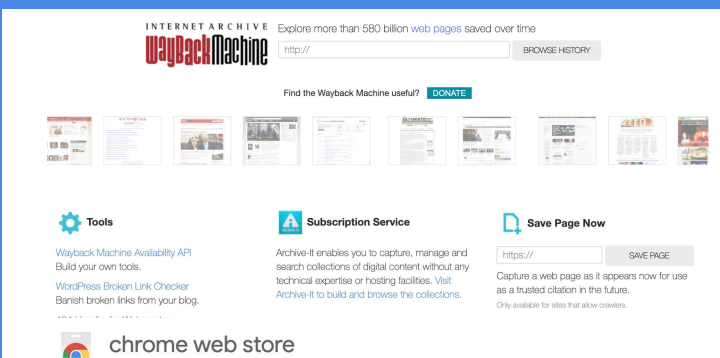 INTERNET ARCHIVE
WayBackMachine
Explore more than 580 billion web pages saved over time
http://
BROWSE HISTORY
Find the Wayback Machine useful?
DONATE
Tools
Wayback Machine Availability API
Build your own tools.
WordPress Broken Link Checker
Banish broken links from your blog.
Subscription Service
Archive-It enables you to capture, manage and
search collections of digital content without any
technical expertise or hosting facilities. Visit
Archive-It to build and browse the collections.
Save Page Now
https://
SAVE PAGE
Capture a web page as it appears now for use
as a trusted citation in the future.
Only available for sites that allow crawlers.
chrome web store